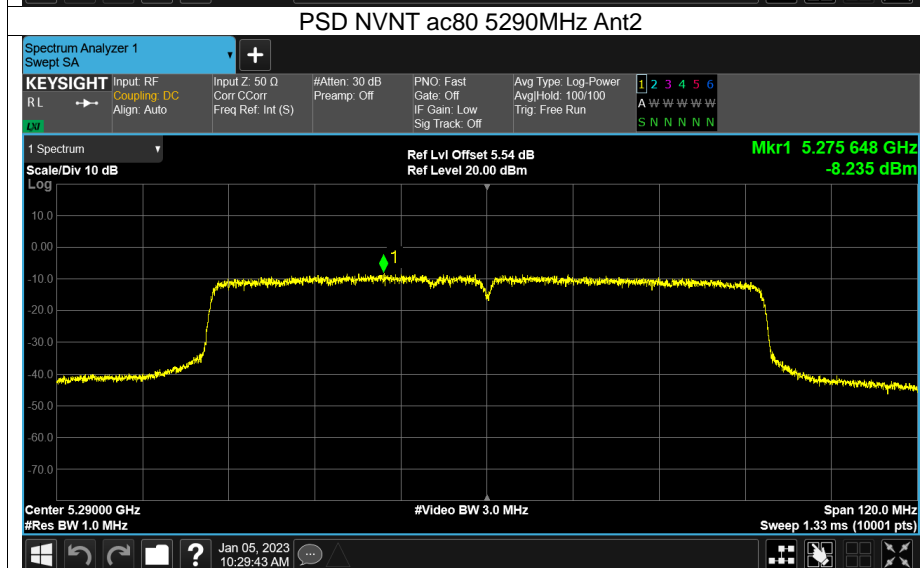 PSD NVNT ac80 5290MHz Ant2
Spectrum Analyzer 1
Swept SA
+
KEYSIGHT Input: RF Input Z: 50 Ω #Atten: 30 dB PNO: Fast Avg Type: Log-Power 1 2 3 4 5 6
RL Coupling: DC Corr CCorr Preamp: Off Gate: Off Avg|Hold: 100/100 A W W W W W
Align: Auto Freq Ref: Int (S) IF Gain: Low Trig: Free Run
LXI Sig Track: Off S N N N N N
1 Spectrum Ref Lvl Offset 5.54 dB Mkr1 5.275 648 GHz
Scale/Div 10 dB Ref Level 20.00 dBm -8.235 dBm
Log
10.0
0.00
1
-10.0
-20.0
-30.0
-40.0
-50.0
-60.0
-70.0
Center 5.29000 GHz #Video BW 3.0 MHz Span 120.0 MHz
#Res BW 1.0 MHz Sweep 1.33 ms (10001 pts)
? Jan 05, 2023
10:29:43 AM